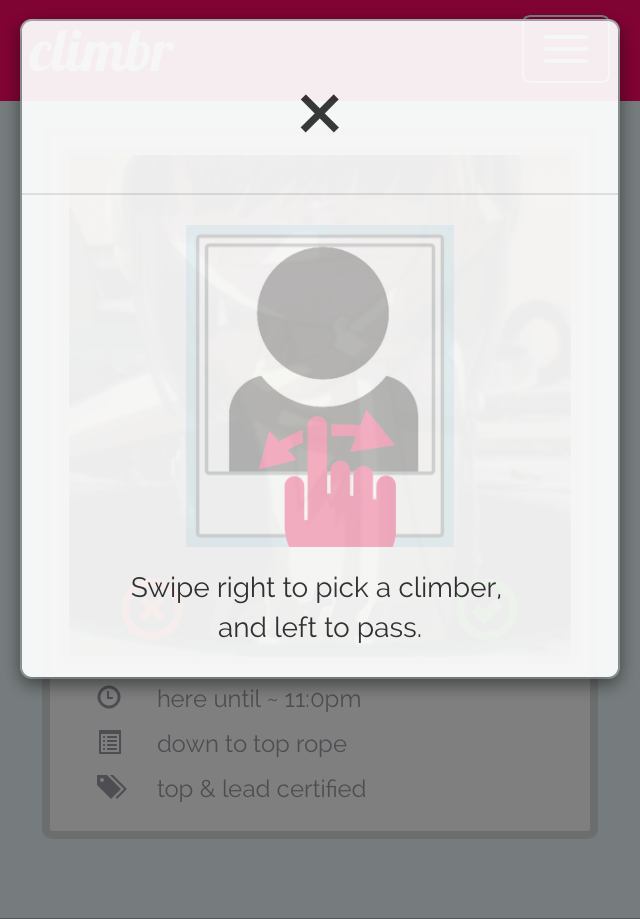 climbr
Swipe right to pick a climber,
and left to pass.
here until ~ 11:0pm
down to top rope
top & lead certified